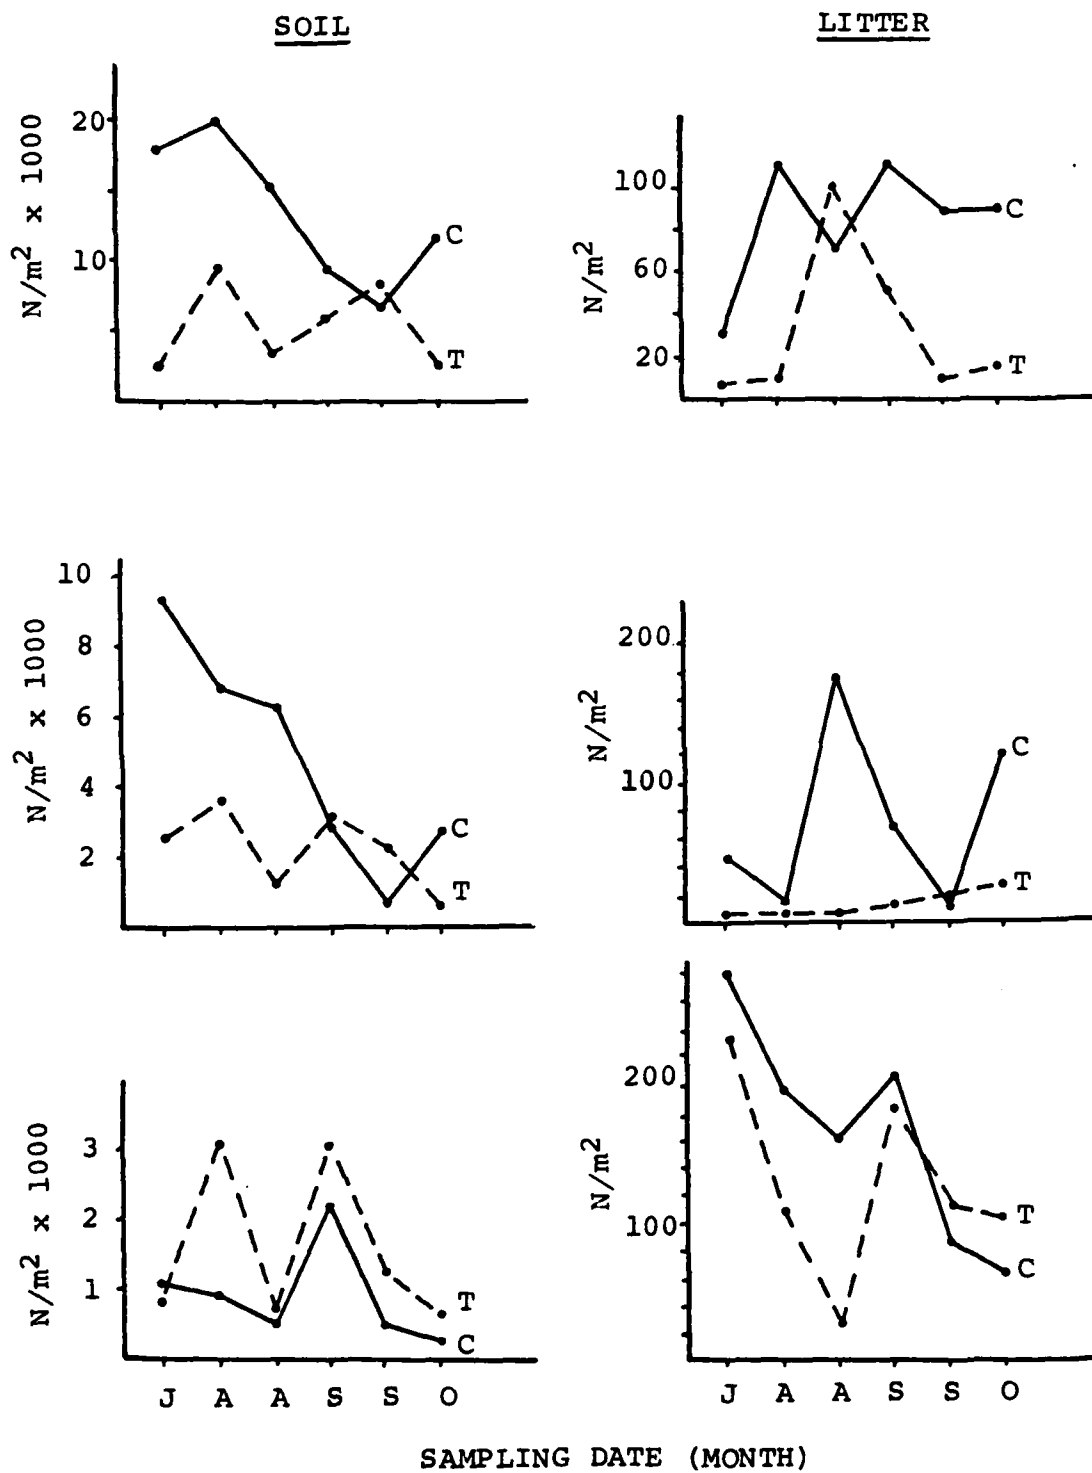 SOIL
LITTER
N/m² x 1000
20
10
C
T
N/m²
100
60
20
C
T
N/m² x 1000
10
8
6
4
2
C
T
N/m²
200
100
C
T
N/m² x 1000
3
2
1
T
C
J A A S S O
N/m²
200
100
T
C
J A A S S O
SAMPLING DATE (MONTH)